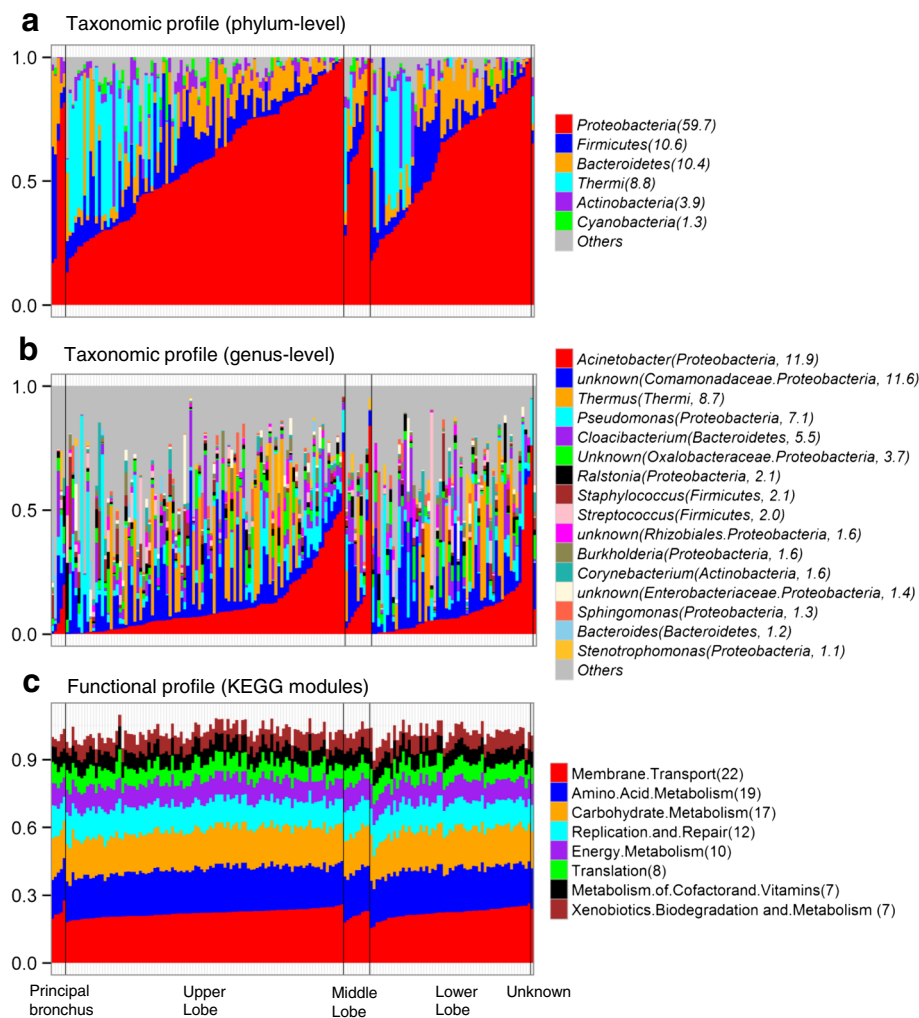 a Taxonomic profile (phylum-level)
1.0
0.5
0.0
Proteobacteria(59.7)
Firmicutes(10.6)
Bacteroidetes(10.4)
Thermi(8.8)
Actinobacteria(3.9)
Cyanobacteria(1.3)
Others
b Taxonomic profile (genus-level)
1.0
0.5
0.0
Acinetobacter(Proteobacteria, 11.9)
unknown(Comamonadaceae.Proteobacteria, 11.6)
Thermus(Thermi, 8.7)
Pseudomonas(Proteobacteria, 7.1)
Cloacibacterium(Bacteroidetes, 5.5)
Unknown(Oxalobacteraceae.Proteobacteria, 3.7)
Ralstonia(Proteobacteria, 2.1)
Staphylococcus(Firmicutes, 2.1)
Streptococcus(Firmicutes, 2.0)
unknown(Rhizobiales.Proteobacteria, 1.6)
Burkholderia(Proteobacteria, 1.6)
Corynebacterium(Actinobacteria, 1.6)
unknown(Enterobacteriaceae.Proteobacteria, 1.4)
Sphingomonas(Proteobacteria, 1.3)
Bacteroides(Bacteroidetes, 1.2)
Stenotrophomonas(Proteobacteria, 1.1)
Others
c Functional profile (KEGG modules)
0.9
0.6
0.3
0.0
Membrane.Transport(22)
Amino.Acid.Metabolism(19)
Carbohydrate.Metabolism(17)
Replication.and.Repair(12)
Energy.Metabolism(10)
Translation(8)
Metabolism.of.Cofactorand.Vitamins(7)
Xenobiotics.Biodegradation and.Metabolism (7)
Principal
bronchus
Upper
Lobe
Middle
Lobe
Lower
Lobe
Unknown